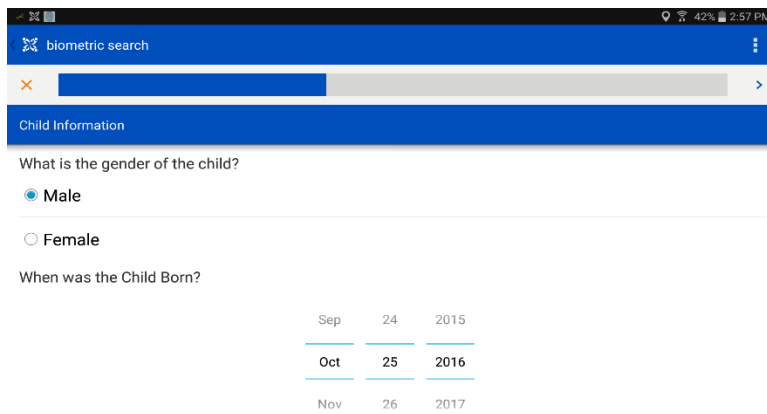 42% 2:57 PM
biometric search
Child Information
What is the gender of the child?
Male
Female
When was the Child Born?
Sep 24 2015
Oct 25 2016
Nov 26 2017